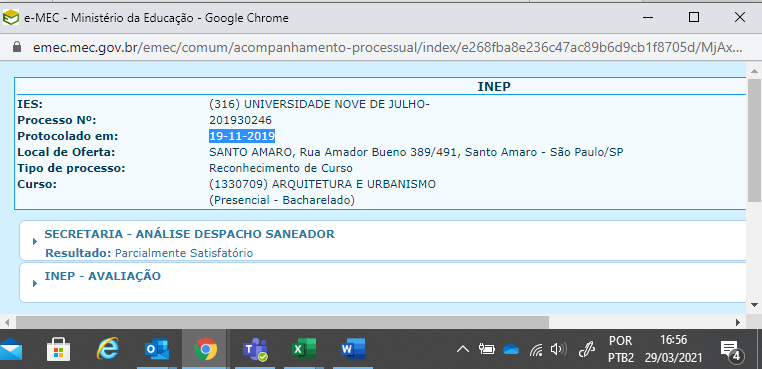 e-MEC - Ministério da Educação - Google Chrome
emec.mec.gov.br/emec/comum/acompanhamento-processual/index/e268fba8e236c47ac89b6d9cb1f8705d/MjAx...
INEP
IES: (316) UNIVERSIDADE NOVE DE JULHO-
Processo Nº: 201930246
Protocolado em: 19-11-2019
Local de Oferta: SANTO AMARO, Rua Amador Bueno 389/491, Santo Amaro - São Paulo/SP
Tipo de processo: Reconhecimento de Curso
Curso: (1330709) ARQUITETURA E URBANISMO
(Presencial - Bacharelado)
SECRETARIA - ANÁLISE DESPACHO SANEADOR
Resultado: Parcialmente Satisfatório
INEP - AVALIAÇÃO
POR 16:56
PTB2 29/03/2021 4